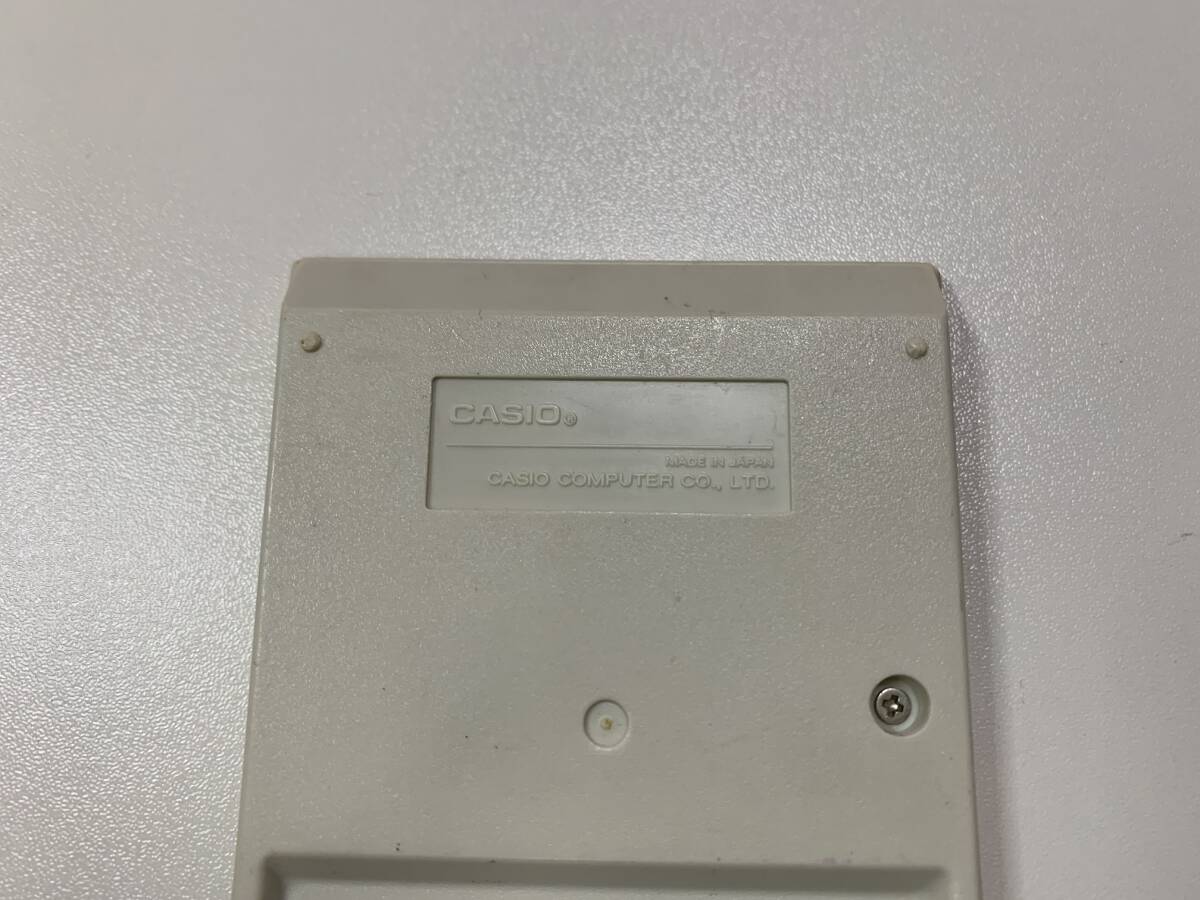 CASIO®
MADE IN JAPAN
CASIO COMPUTER CO., LTD.